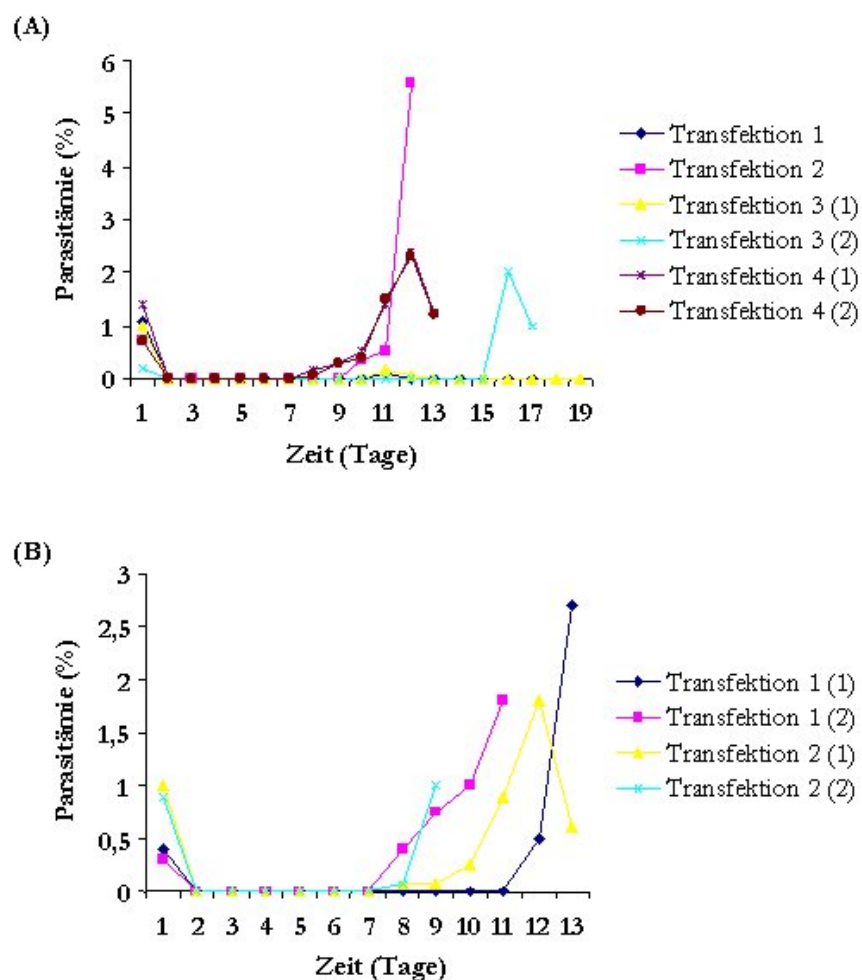 (A)
Parasitämie (%)
6
5
4
3
2
1
0
1 3 5 7 9 11 13 15 17 19
Zeit (Tage)
Transfektion 1
Transfektion 2
Transfektion 3 (1)
Transfektion 3 (2)
Transfektion 4 (1)
Transfektion 4 (2)
(B)
Parasitämie (%)
3
2,5
2
1,5
1
0,5
0
1 2 3 4 5 6 7 8 9 10 11 12 13
Zeit (Tage)
Transfektion 1 (1)
Transfektion 1 (2)
Transfektion 2 (1)
Transfektion 2 (2)